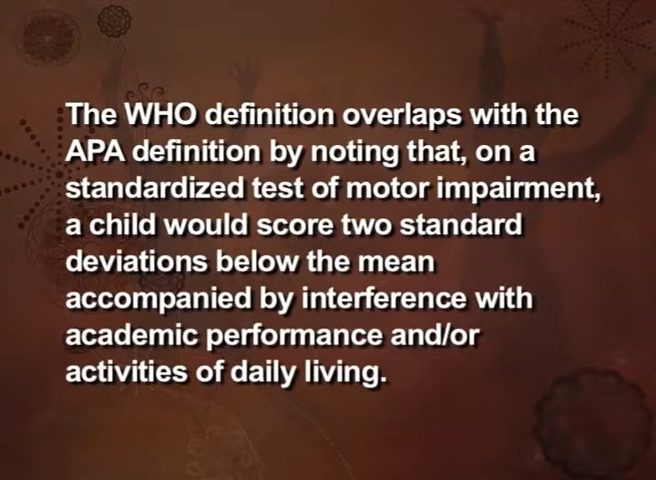 The WHO definition overlaps with the
APA definition by noting that, on a
standardized test of motor impairment,
a child would score two standard
deviations below the mean
accompanied by interference with
academic performance and/or
activities of daily living.